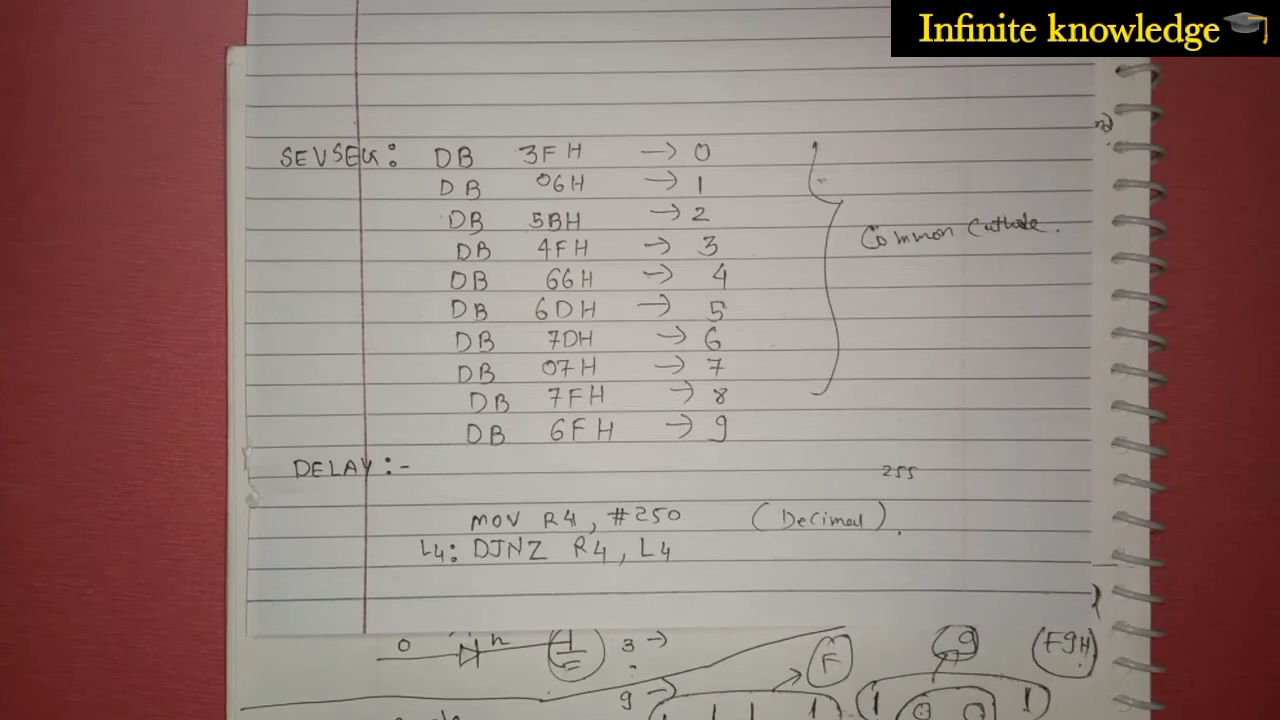 Infinite knowledge
SEVSEG: DB 3FH → 0
DB 06H → 1
DB 5BH → 2
DB 4FH → 3
DB 66H → 4
DB 6DH → 5
DB 7DH → 6
DB 07H → 7
DB 7FH → 8
DB 6FH → 9
Common Cathode.
DELAY:-
255
MOV R4, #250 (Decimal).
L4: DJNZ R4, L4
0
3 →
F
9
(F9H)
9 →